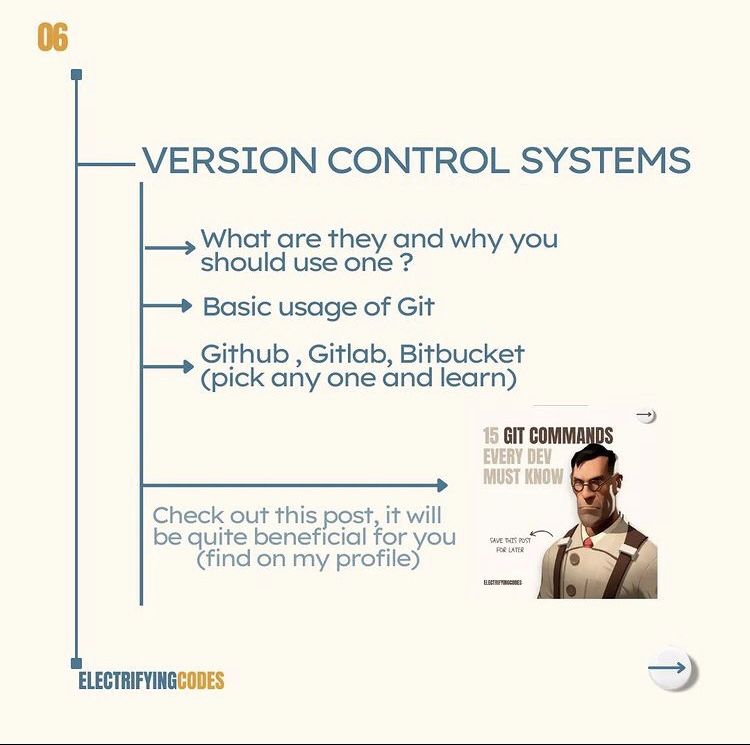 06
VERSION CONTROL SYSTEMS
What are they and why you
should use one ?
Basic usage of Git
Github , Gitlab, Bitbucket
(pick any one and learn)
15 GIT COMMANDS
EVERY DEV
MUST KNOW
SAVE THIS POST
FOR LATER
ELECTRIFYINGCODES
Check out this post, it will
be quite beneficial for you
(find on my profile)
ELECTRIFYINGCODES